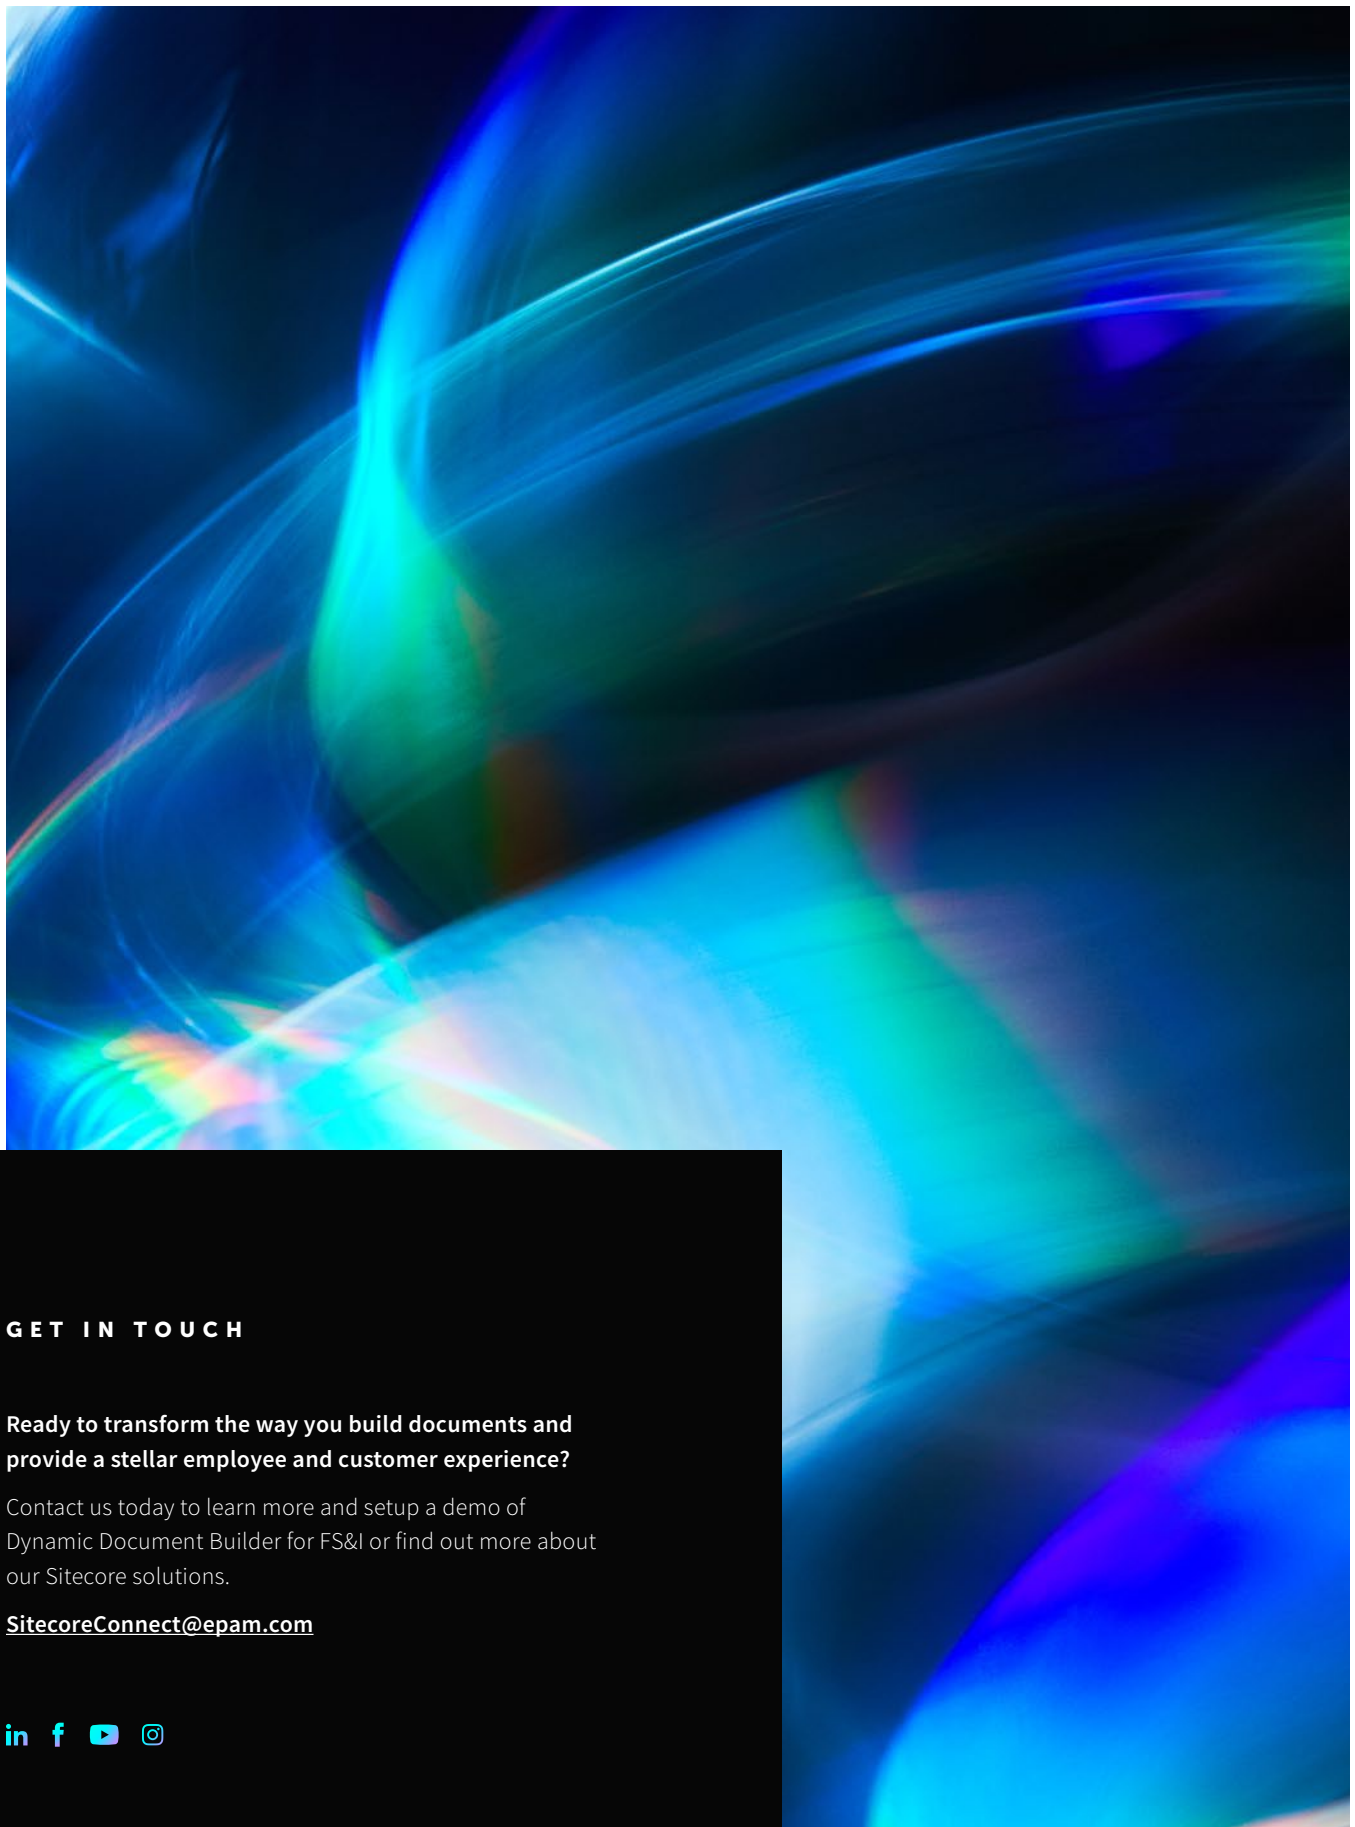 GET IN TOUCH
Ready to transform the way you build documents and
provide a stellar employee and customer experience?
Contact us today to learn more and setup a demo of
Dynamic Document Builder for FS&I or find out more about
our Sitecore solutions.
SitecoreConnect@epam.com